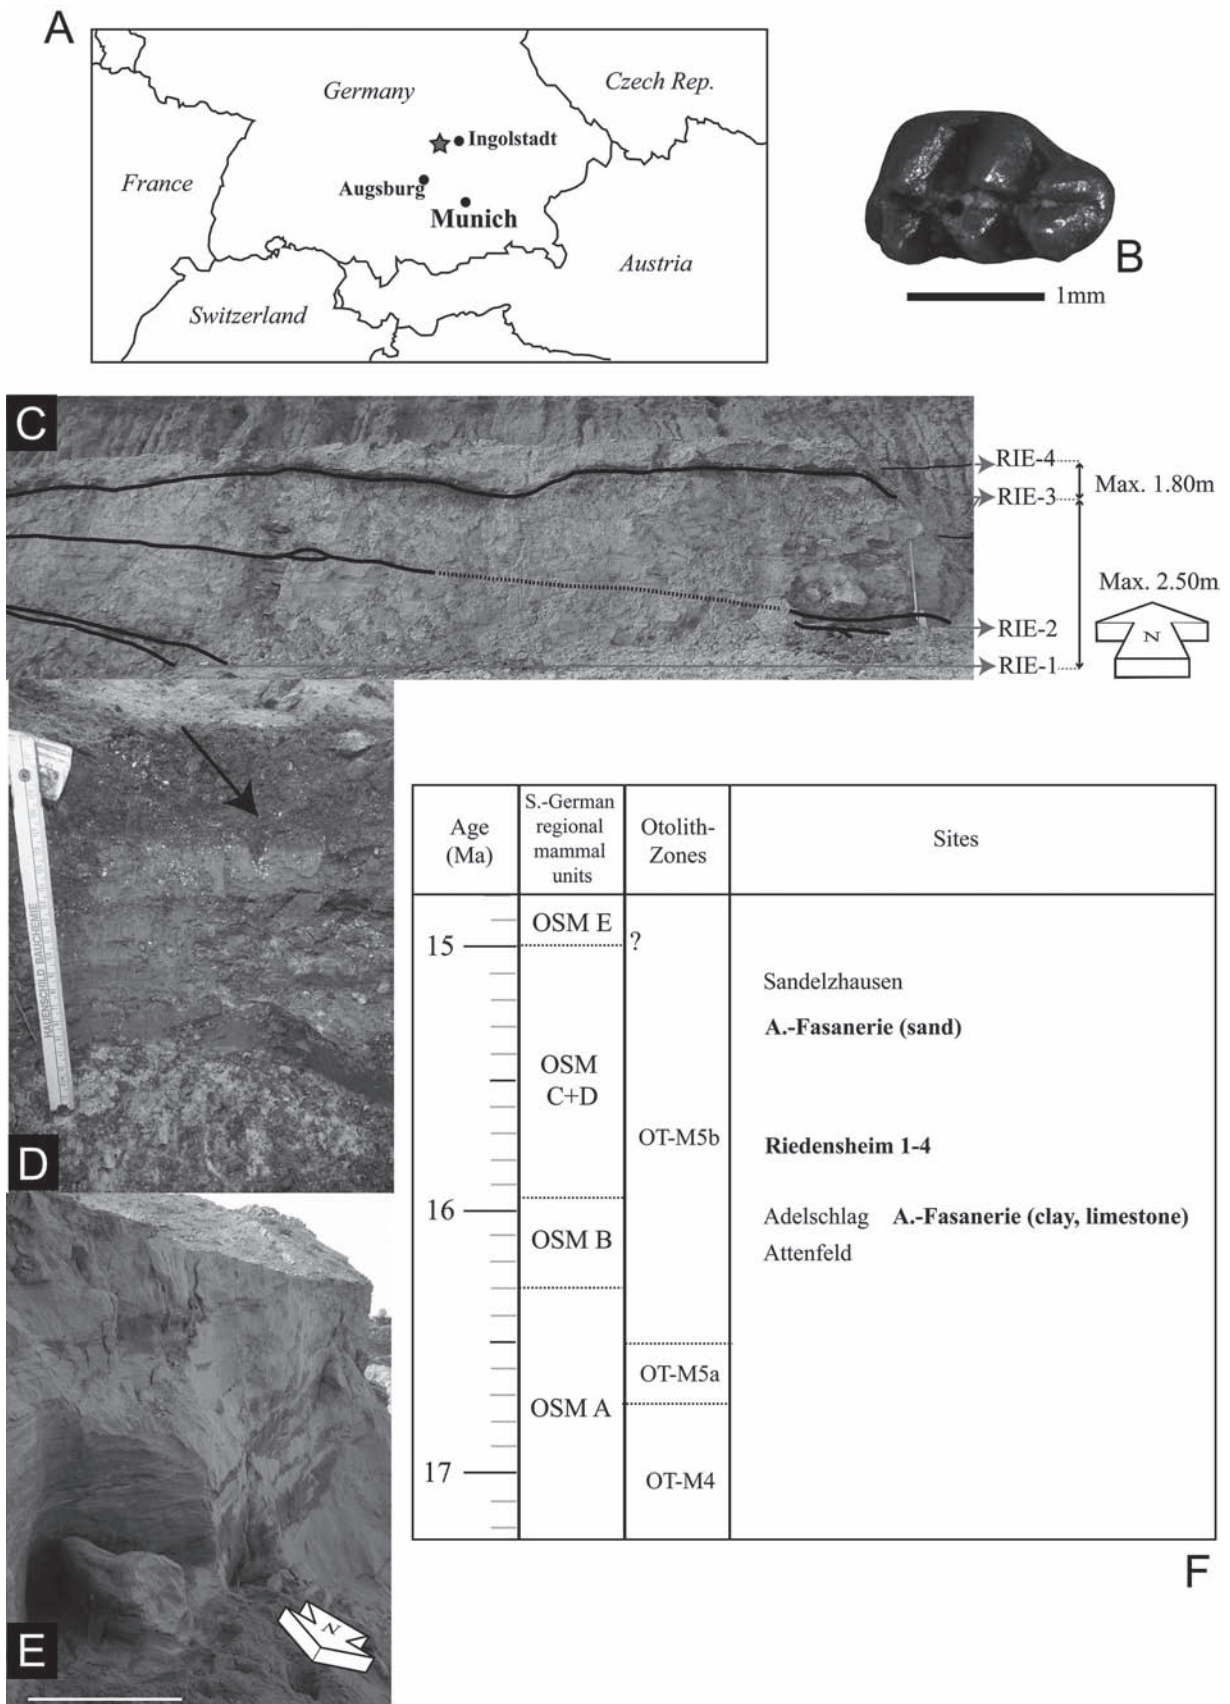 A
Germany
Czech Rep.
Ingolstadt
France
Augsburg
Munich
Austria
Switzerland
B
1mm
C
RIE-4
Max. 1.80m
RIE-3
Max. 2.50m
RIE-2
N
RIE-1
HAUENSCHILD BAUCHEMIE
D
Age
(Ma)
S.-German
regional
mammal
units
Otolith-
Zones
Sites
OSM E
15
?
Sandelzhausen
A.-Fasanerie (sand)
OSM
C+D
OT-M5b
Riedensheim 1-4
16
Adelschlag A.-Fasanerie (clay, limestone)
OSM B
Attenfeld
OT-M5a
OSM A
17
OT-M4
F
N
E